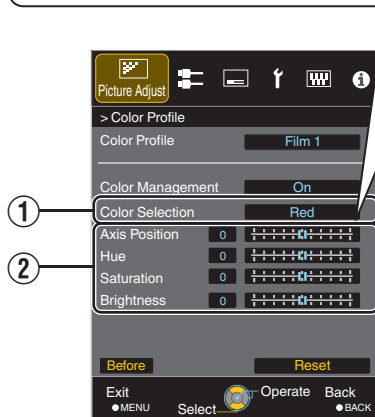 Picture Adjust
> Color Profile
Color Profile Film 1
Color Management On
① Color Selection Red
Axis Position 0
② Hue 0
Saturation 0
Brightness 0
Before Reset
Exit Operate Back
●MENU Select ●BACK